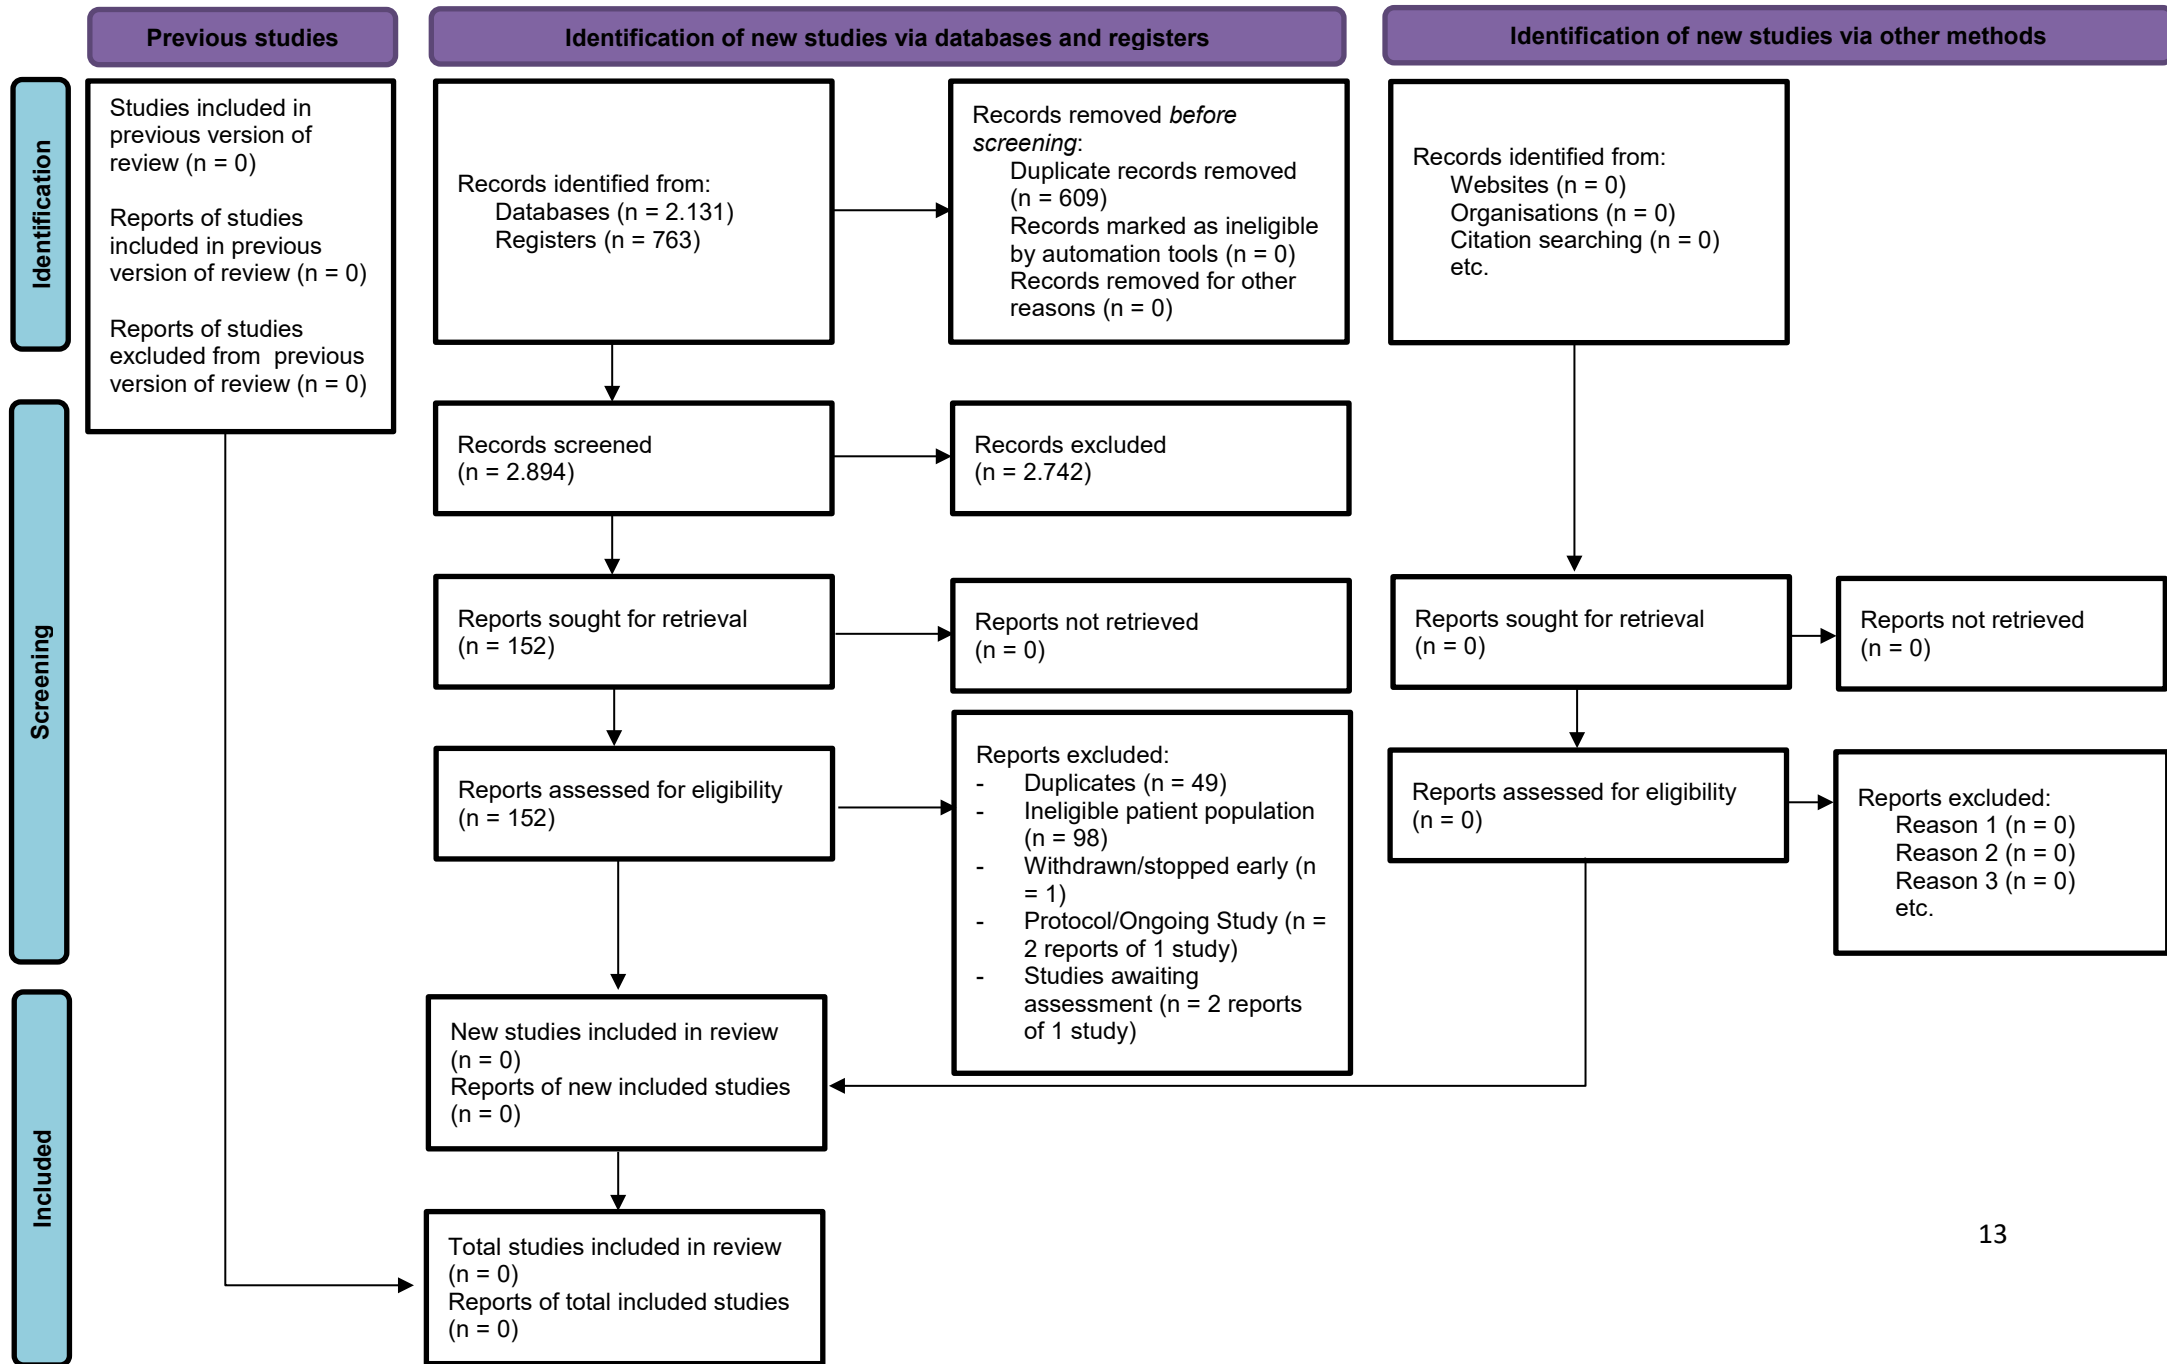 Previous studies
Identification of new studies via databases and registers
Identification of new studies via other methods
Identification
Studies included in
previous version of
review (n = 0)
Reports of studies
included in previous
version of review (n = 0)
Reports of studies
excluded from  previous
version of review (n = 0)
Records identified from:
Databases (n = 2.131)
Registers (n = 763)
Records removed before
screening:
Duplicate records removed
(n = 609)
Records marked as ineligible
by automation tools (n = 0)
Records removed for other
reasons (n = 0)
Records identified from:
Websites (n = 0)
Organisations (n = 0)
Citation searching (n = 0)
etc.
Screening
Records screened
(n = 2.894)
Records excluded
(n = 2.742)
Reports sought for retrieval
(n = 152)
Reports not retrieved
(n = 0)
Reports sought for retrieval
(n = 0)
Reports not retrieved
(n = 0)
Reports assessed for eligibility
(n = 152)
Reports excluded:
- Duplicates (n = 49)
- Ineligible patient population
(n = 98)
- Withdrawn/stopped early (n
= 1)
- Protocol/Ongoing Study (n =
2 reports of 1 study)
- Studies awaiting
assessment (n = 2 reports
of 1 study)
Reports assessed for eligibility
(n = 0)
Reports excluded:
Reason 1 (n = 0)
Reason 2 (n = 0)
Reason 3 (n = 0)
etc.
Included
New studies included in review
(n = 0)
Reports of new included studies
(n = 0)
Total studies included in review
(n = 0)
Reports of total included studies
(n = 0)
13